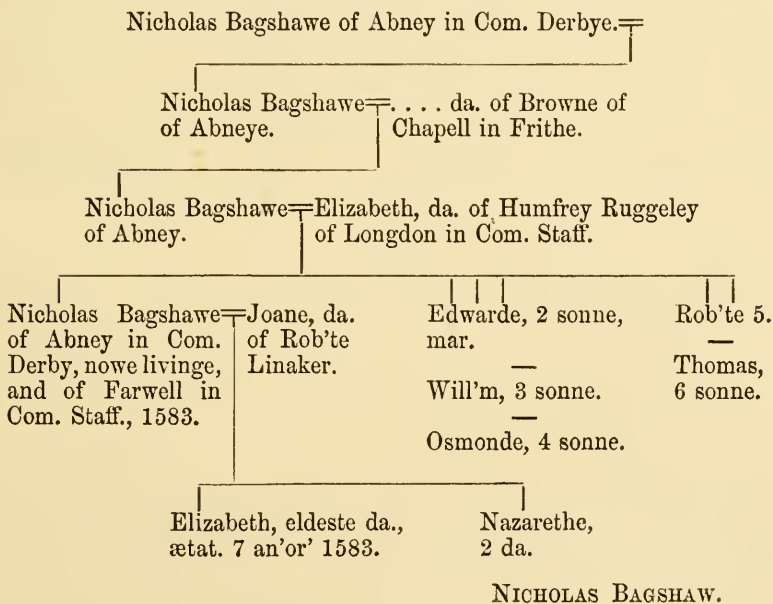 Nicholas Bagshawe of Abney in Com. Derbye.
Nicholas Bagshawe
of Abneye.
. . . . da. of Browne of
Chapell in Frithe.
Nicholas Bagshawe
of Abney.
Elizabeth, da. of Humfrey Ruggeley
of Longdon in Com. Staff.
Nicholas Bagshawe
of Abney in Com.
Derby, nowe livinge,
and of Farwell in
Com. Staff., 1583.
Joane, da.
of Rob'te
Linaker.
Edwarde, 2 sonne,
mar.
—
Will'm, 3 sonne.
—
Osmonde, 4 sonne.
Rob'te 5.
—
Thomas,
6 sonne.
Elizabeth, eldeste da.,
ætat. 7 an'or' 1583.
Nazarethe,
2 da.
NICHOLAS BAGSHAW.